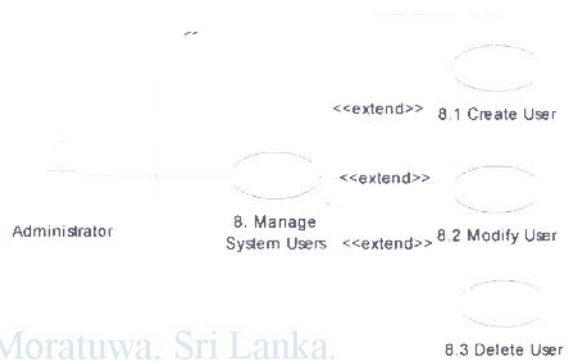 <<extend>>
8.1 Create User
<<extend>>
Administrator
8. Manage
System Users
<<extend>>
8.2 Modify User
8.3 Delete User
Moratuwa, Sri Lanka.